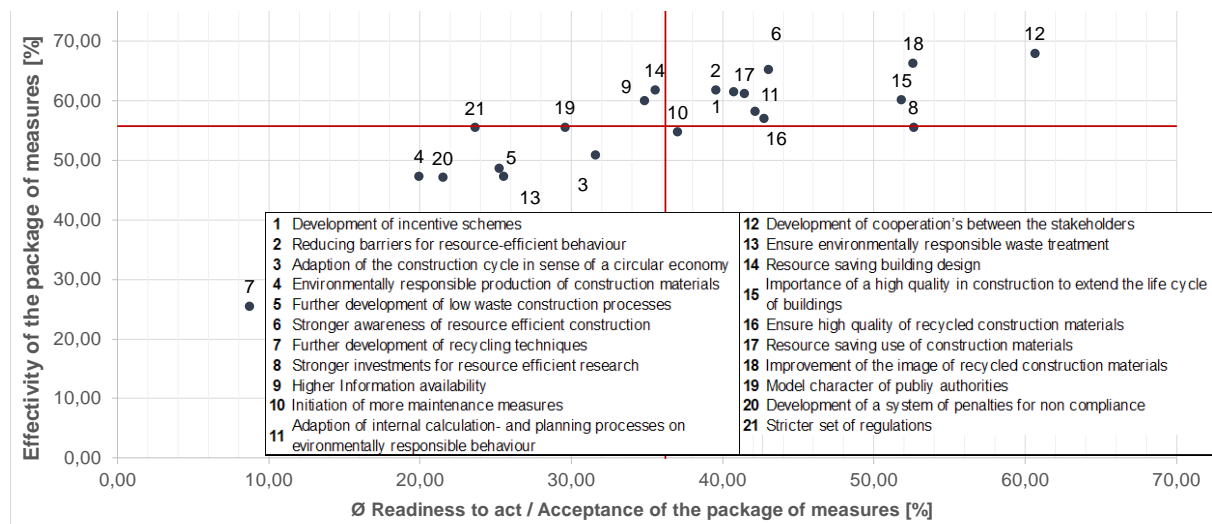 Effectivity of the package of measures [%]
70,00
60,00
50,00
40,00
30,00
20,00
10,00
0,00
12
18
6
2
17
15
14
9
1
11
8
10
16
21
19
4
20
5
3
13
7
1 Development of incentive schemes
2 Reducing barriers for resource-efficient behaviour
3 Adaption of the construction cycle in sense of a circular economy
4 Environmentally responsible production of construction materials
5 Further development of low waste construction processes
6 Stronger awareness of resource efficient construction
7 Further development of recycling techniques
8 Stronger investments for resource efficient research
9 Higher Information availability
10 Initiation of more maintenance measures
11 Adaption of internal calculation- and planning processes on
evironmentally responsible behaviour
12 Development of cooperation's between the stakeholders
13 Ensure environmentally responsible waste treatment
14 Resource saving building design
15 Importance of a high quality in construction to extend the life cycle
of buildings
16 Ensure high quality of recycled construction materials
17 Resource saving use of construction materials
18 Improvement of the image of recycled construction materials
19 Model character of publiy authorities
20 Development of a system of penalties for non compliance
21 Stricter set of regulations
0,00 10,00 20,00 30,00 40,00 50,00 60,00 70,00
Ø Readiness to act / Acceptance of the package of measures [%]